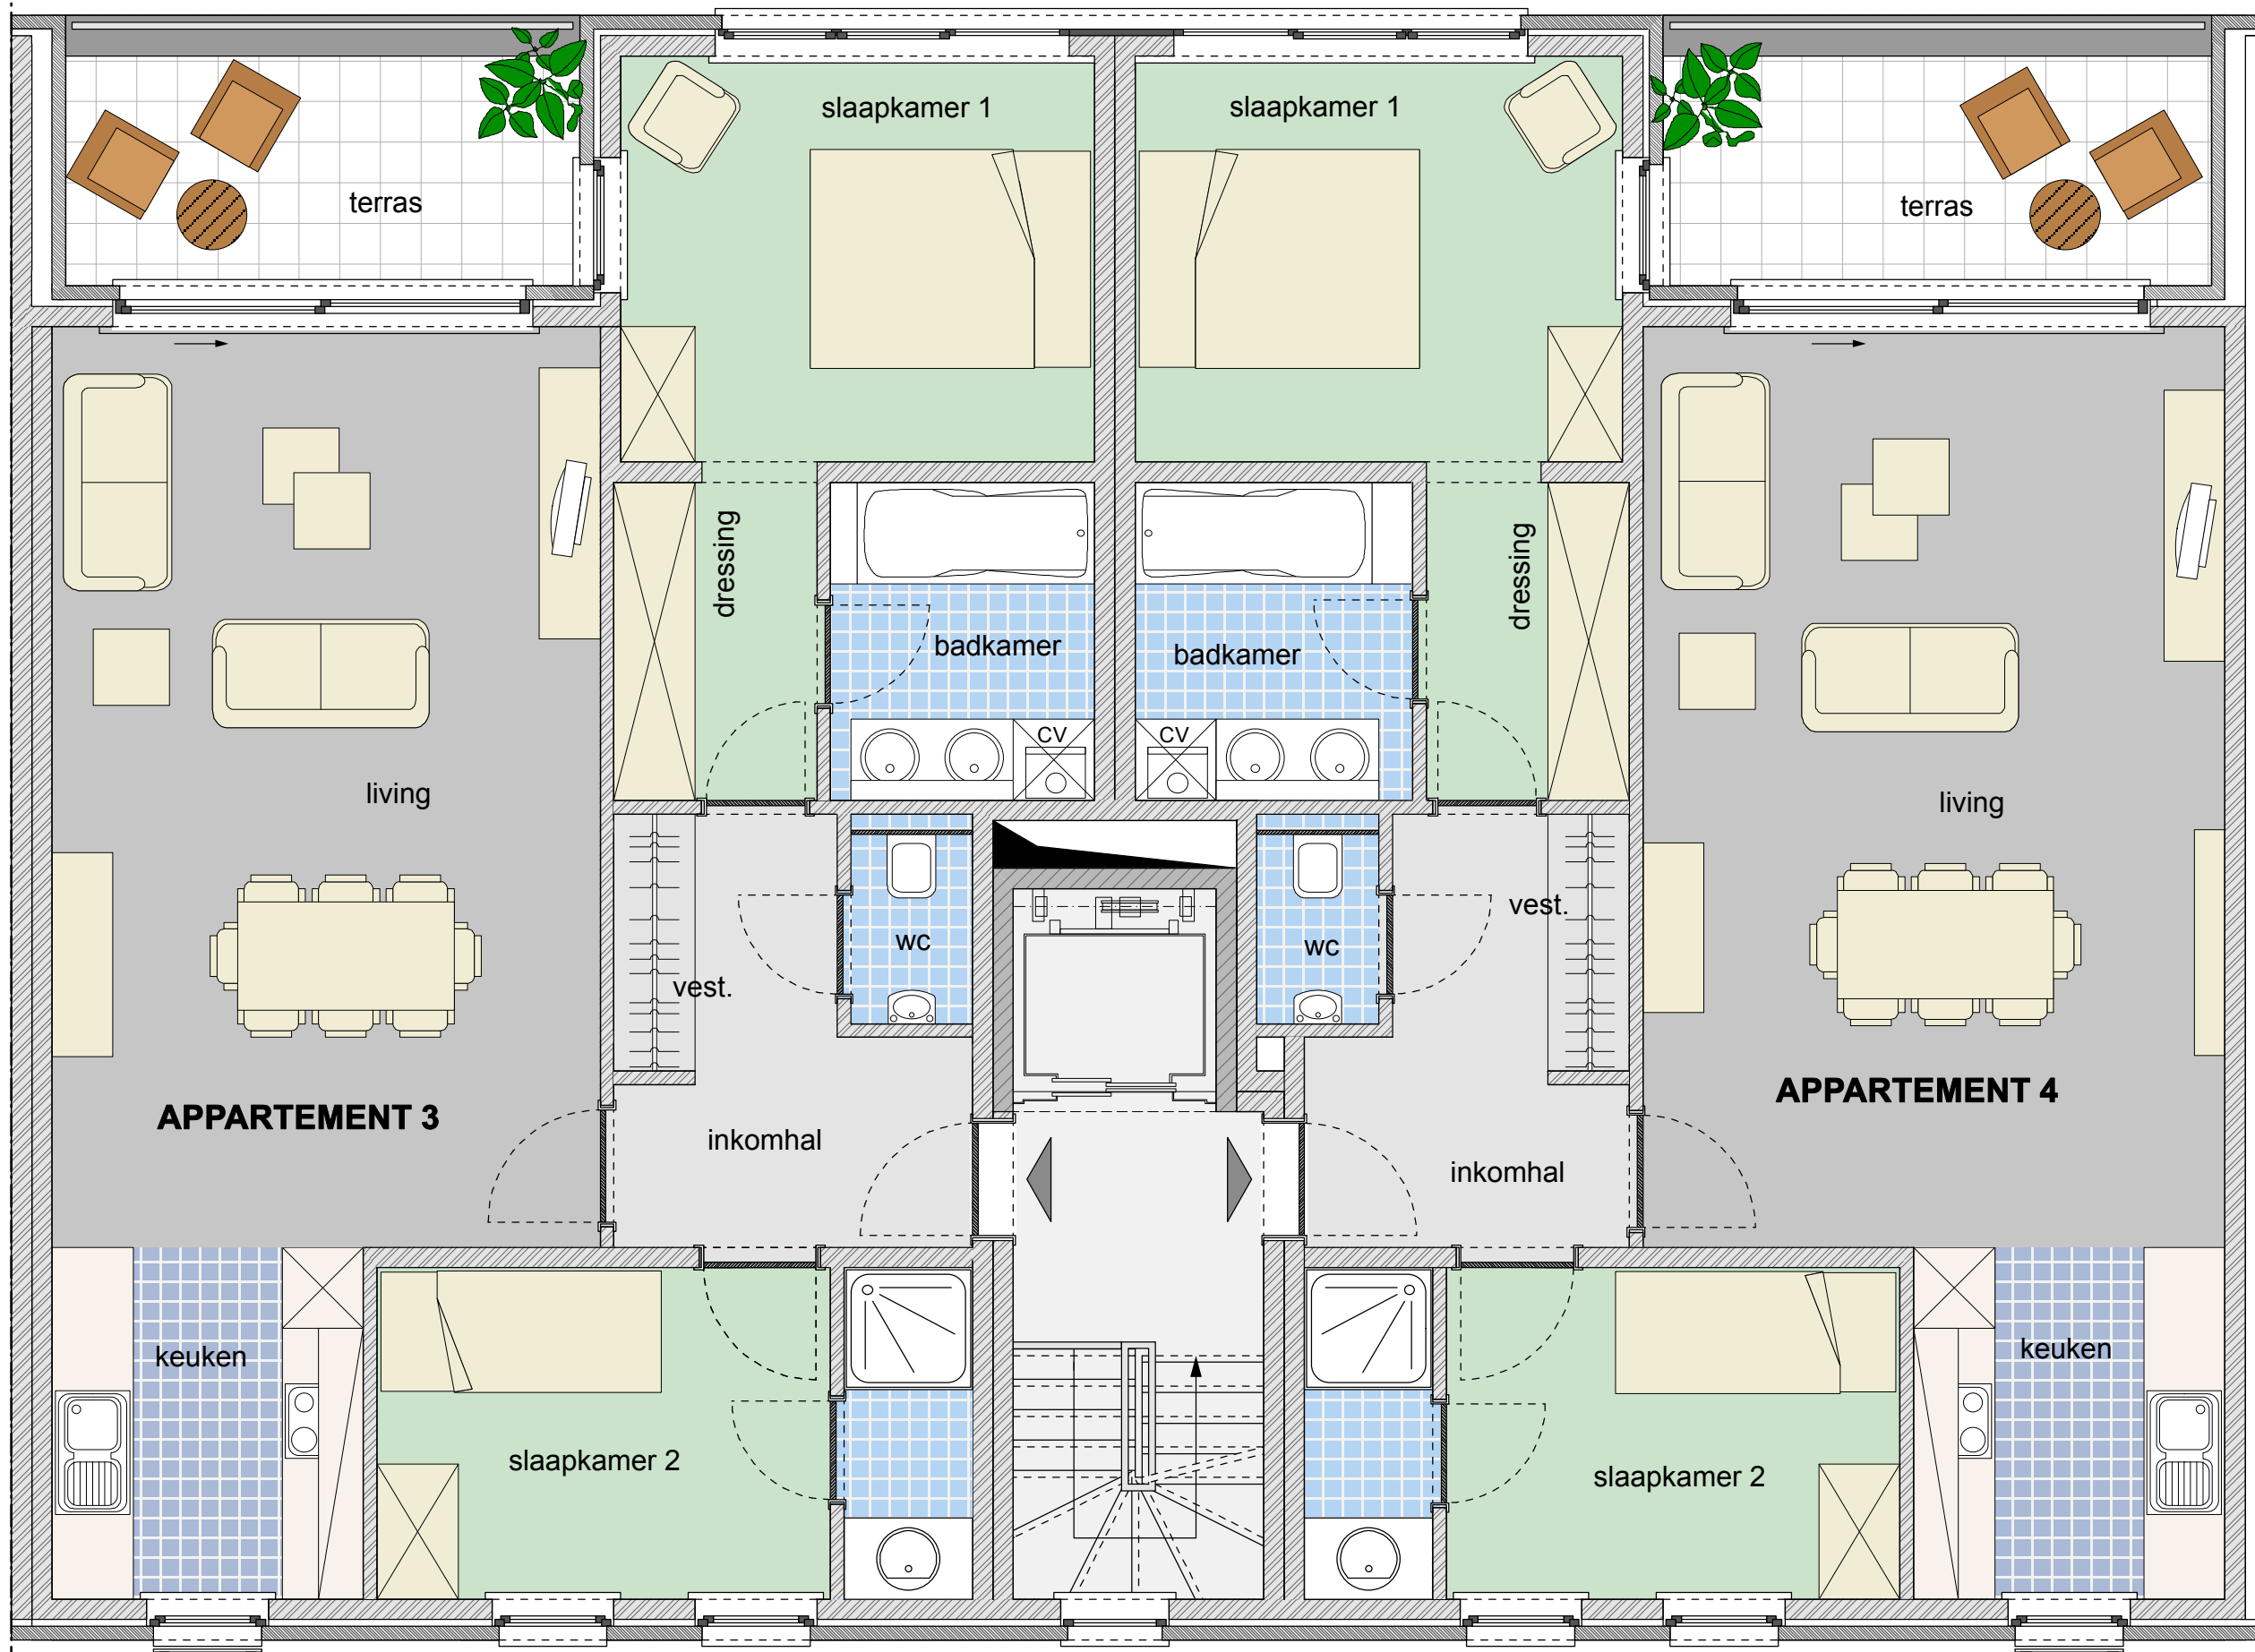 slaapkamer 1
slaapkamer 1
terras
terras
dressing
dressing
badkamer
badkamer
CV
CV
living
living
vest.
wc
wc
vest.
APPARTEMENT 3
APPARTEMENT 4
inkomhal
inkomhal
keuken
keuken
slaapkamer 2
slaapkamer 2